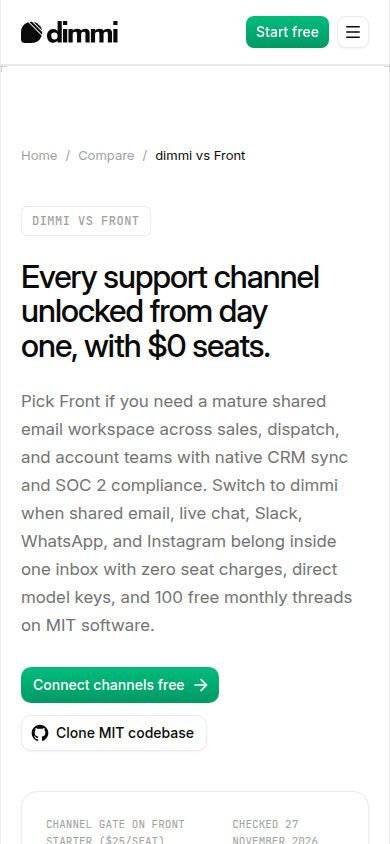 dimmi
Start free
Home / Compare / dimmi vs Front
DIMMI VS FRONT
Every support channel
unlocked from day
one, with $0 seats.
Pick Front if you need a mature shared
email workspace across sales, dispatch,
and account teams with native CRM sync
and SOC 2 compliance. Switch to dimmi
when shared email, live chat, Slack,
WhatsApp, and Instagram belong inside
one inbox with zero seat charges, direct
model keys, and 100 free monthly threads
on MIT software.
Connect channels free
Clone MIT codebase
CHANNEL GATE ON FRONT
STARTER ($25/SEAT)
CHECKED 27
NOVEMBER 2026